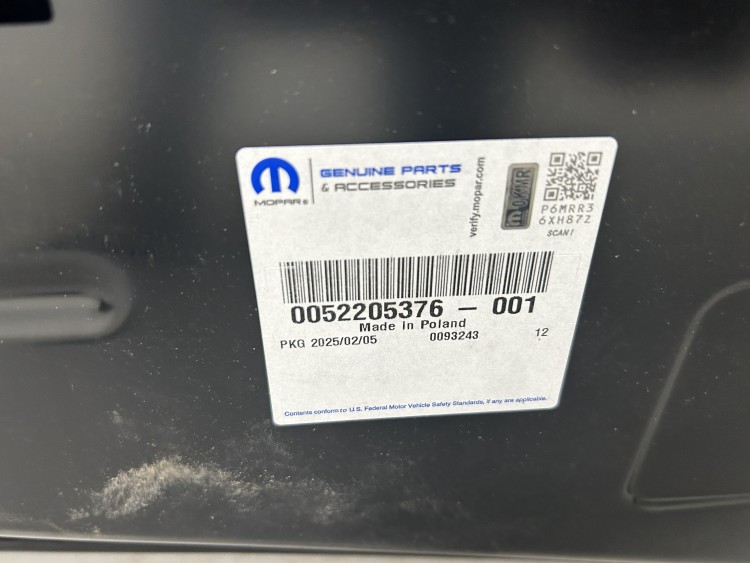 MOPAR®
GENUINE PARTS
& ACCESSORIES
verify.mopar.com
P6MRR3
6XH87Z
SCAN!
0052205376 – 001
Made in Poland
PKG 2025/02/05 0093243 12
Contents conform to U.S. Federal Motor Vehicle Safety Standards, if any are applicable.